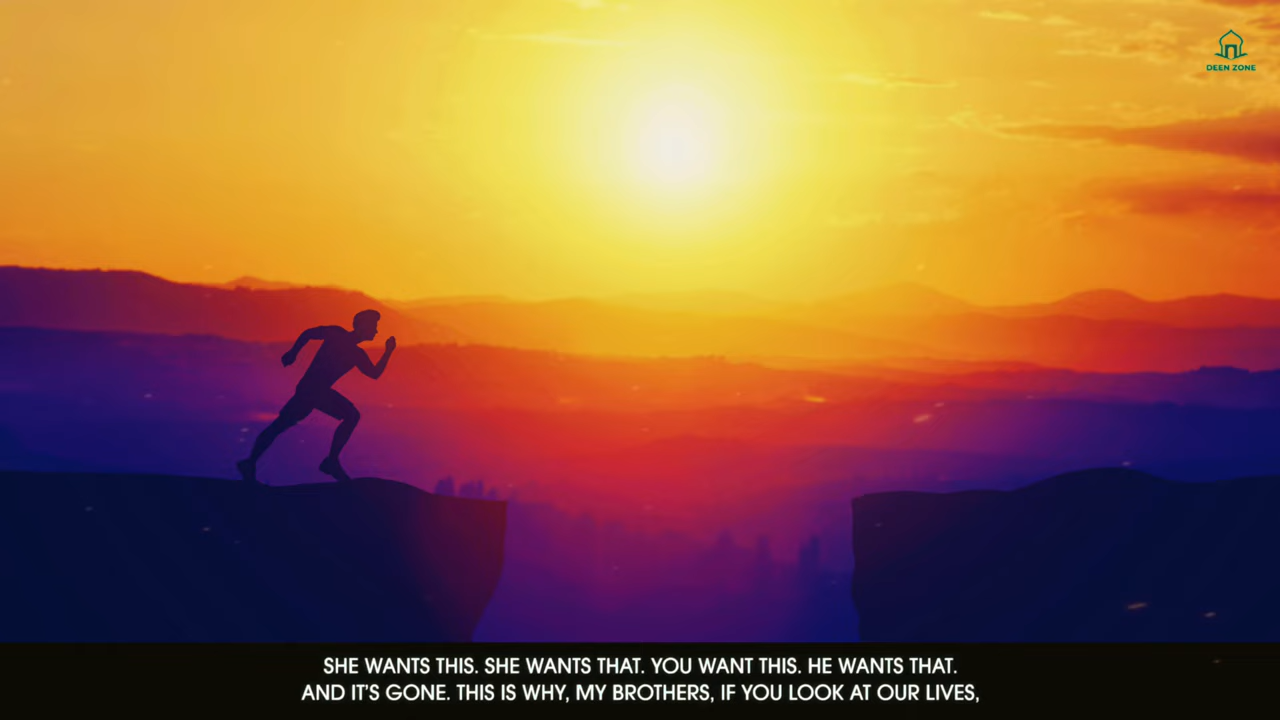 DEEN ZONE
SHE WANTS THIS. SHE WANTS THAT. YOU WANT THIS. HE WANTS THAT.
AND IT'S GONE. THIS IS WHY, MY BROTHERS, IF YOU LOOK AT OUR LIVES,